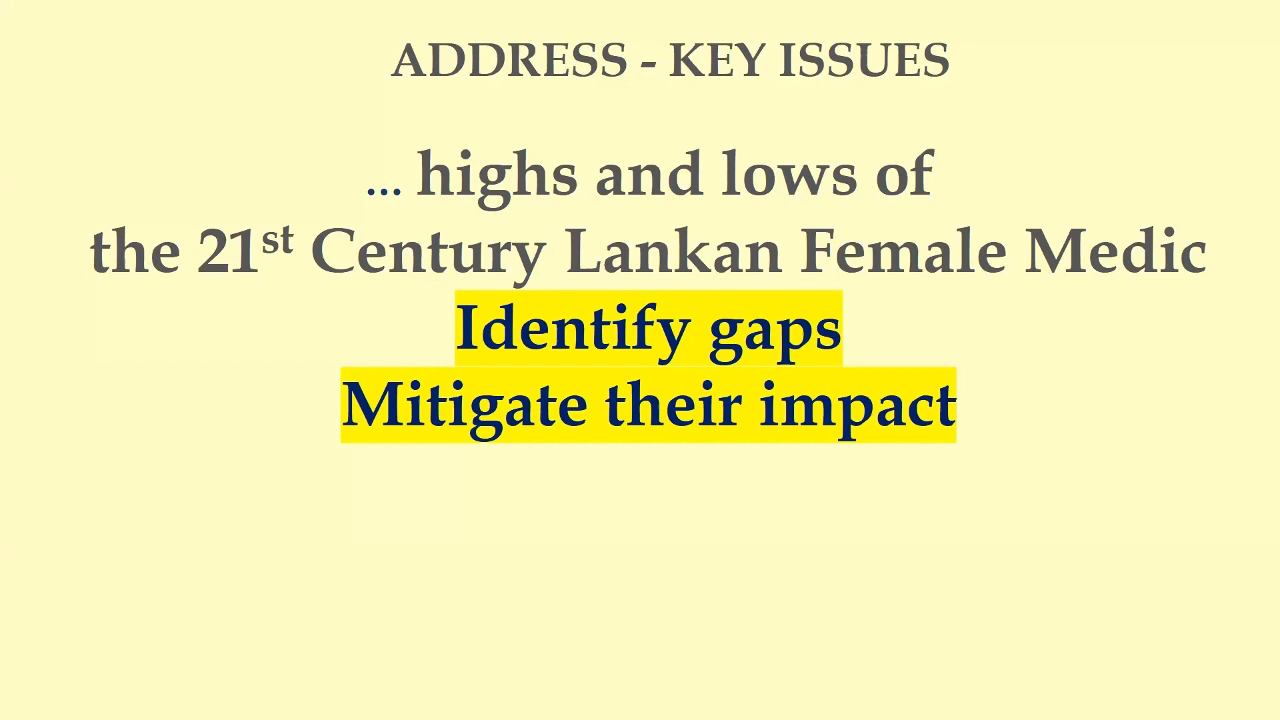 ADDRESS - KEY ISSUES
... highs and lows of
the 21st Century Lankan Female Medic
Identify gaps
Mitigate their impact